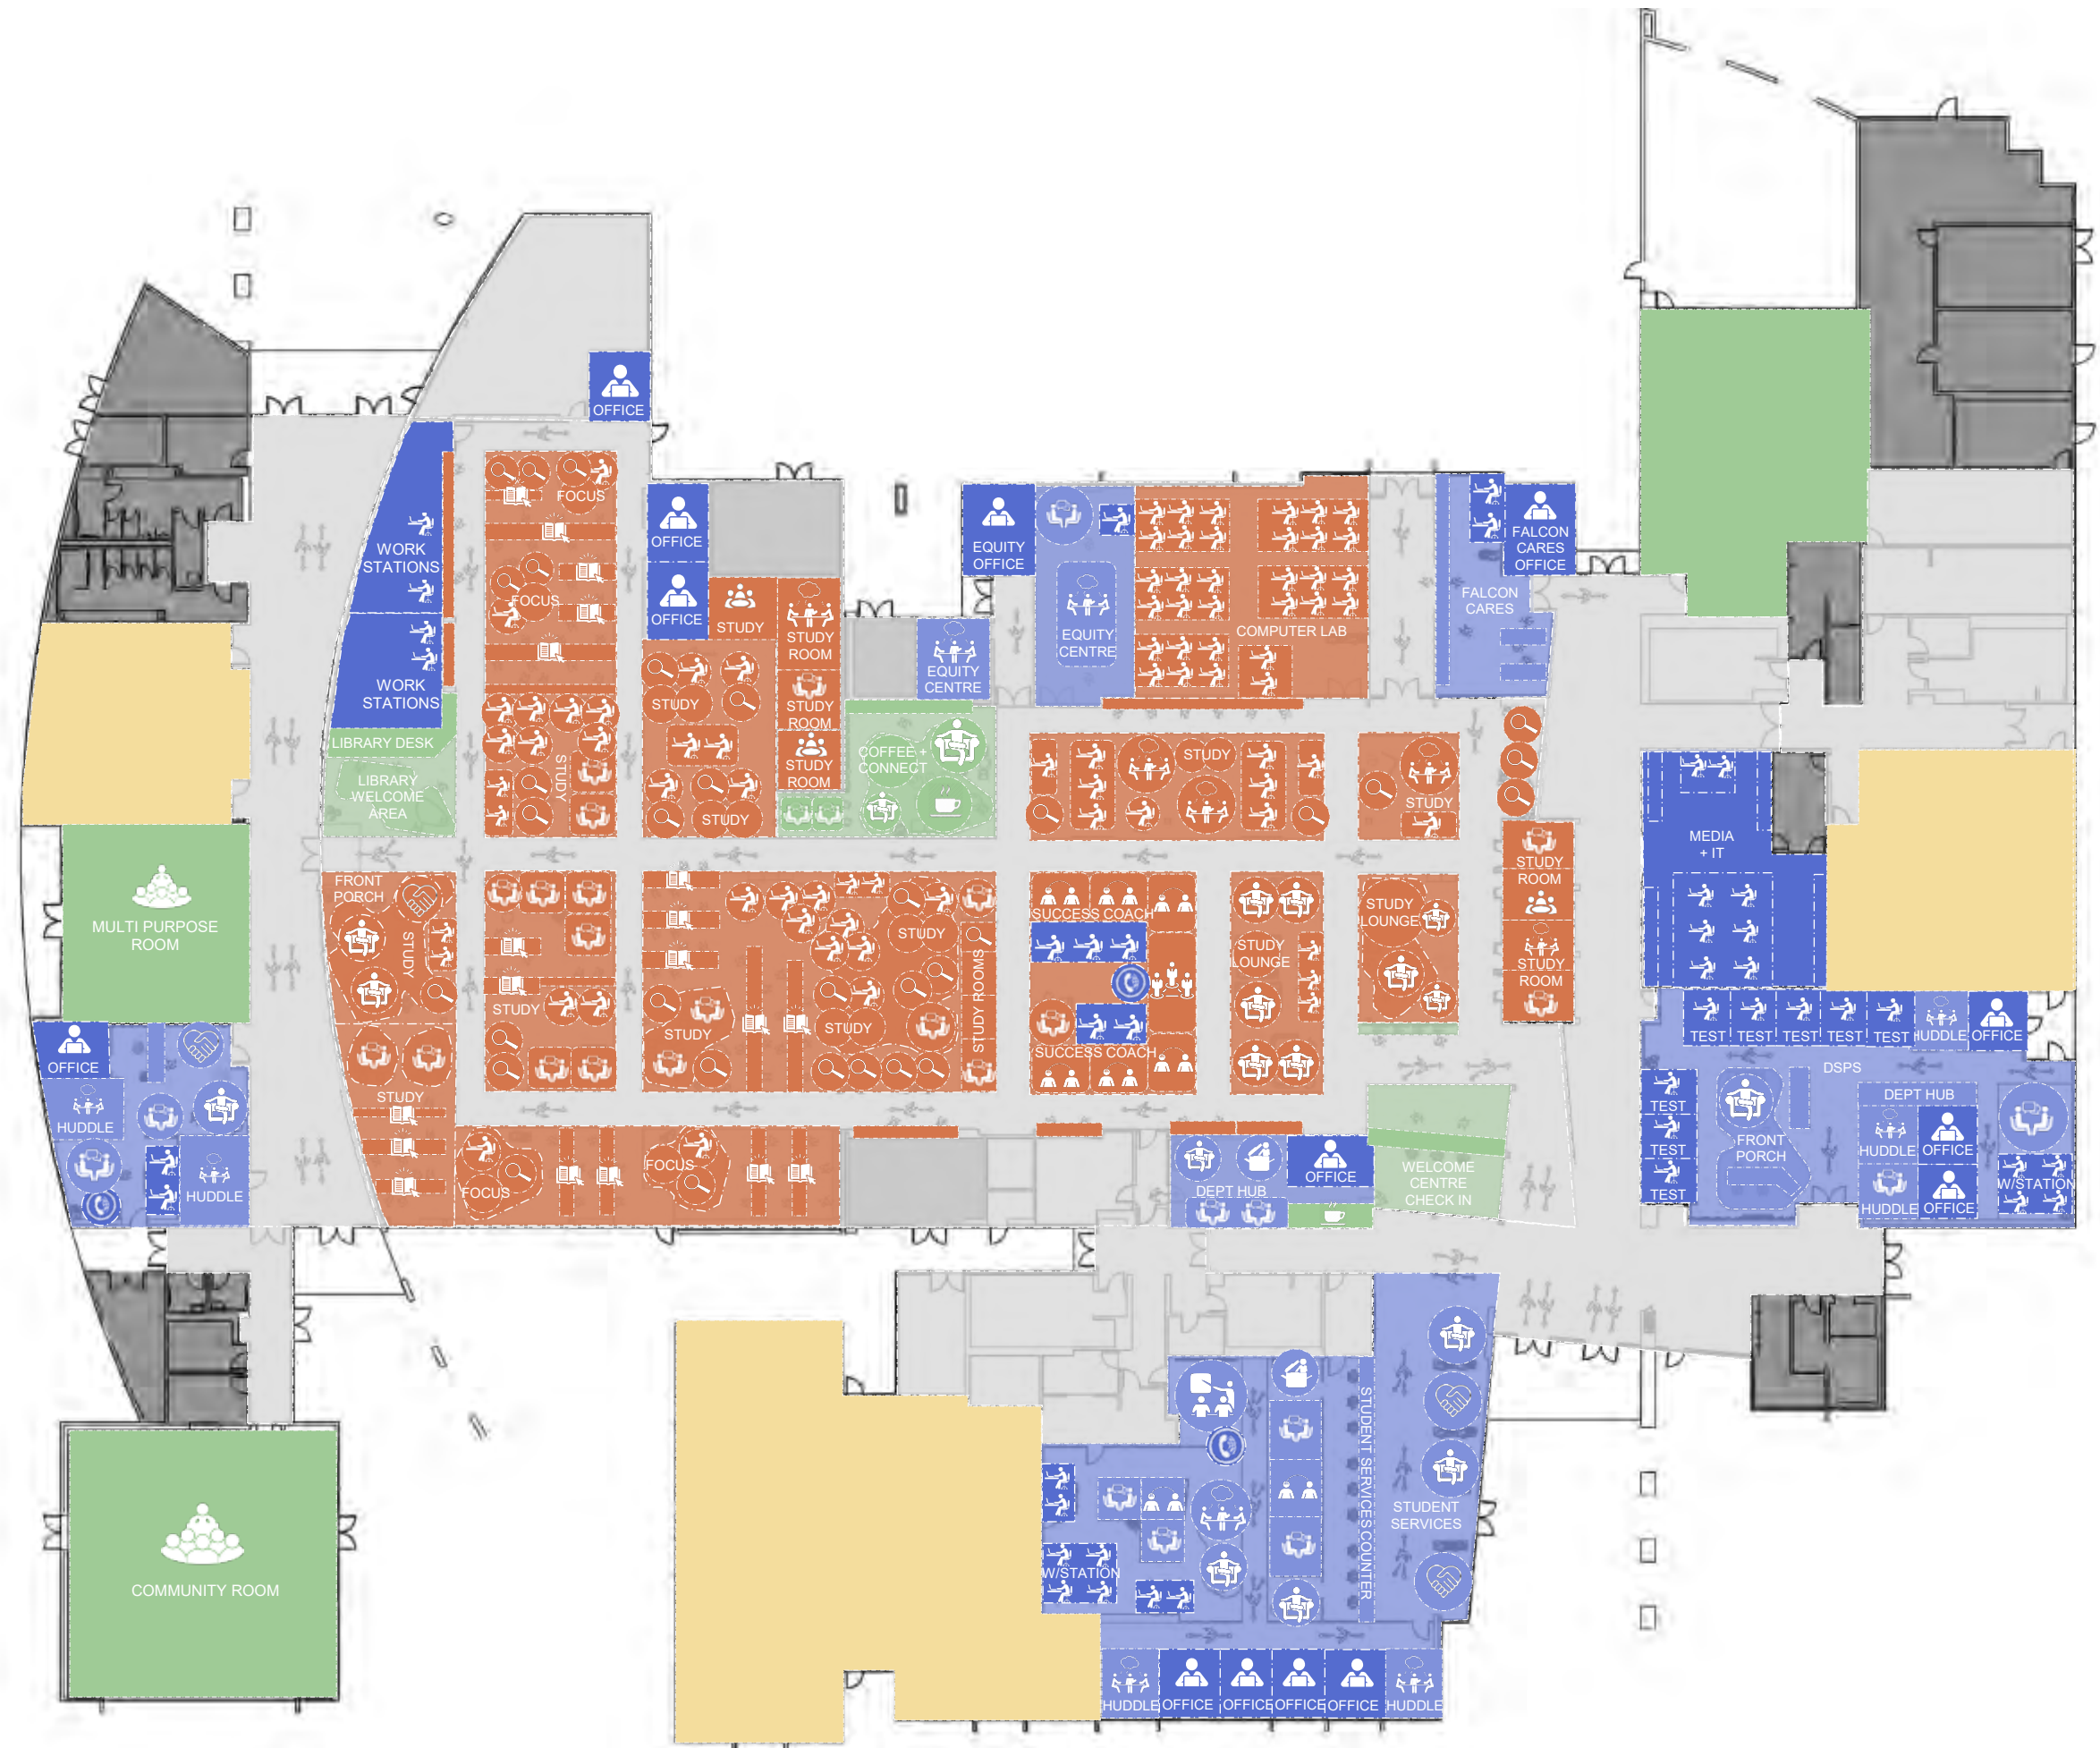 OFFICE
FOCUS
WORK
STATIONS
OFFICE
EQUITY
OFFICE
FALCON
CARES
OFFICE
FOCUS
OFFICE
STUDY
STUDY
ROOM
EQUITY
CENTRE
COMPUTER LAB
FALCON
CARES
EQUITY
CENTRE
WORK
STATIONS
STUDY
STUDY
ROOM
LIBRARY DESK
STUDY
COFFEE +
CONNECT
STUDY
STUDY
ROOM
LIBRARY
WELCOME
AREA
STUDY
STUDY
MEDIA
+ IT
STUDY
ROOM
FRONT
PORCH
MULTI PURPOSE
ROOM
STUDY
STUDY
STUDY ROOMS
SUCCESS COACH
STUDY
LOUNGE
STUDY
LOUNGE
STUDY
ROOM
STUDY
STUDY
STUDY
SUCCESS COACH
TEST
TEST
TEST
TEST
TEST
HUDDLE
OFFICE
OFFICE
HUDDLE
STUDY
DSPS
TEST
DEPT HUB
TEST
FRONT
PORCH
HUDDLE
OFFICE
HUDDLE
FOCUS
FOCUS
DEPT HUB
OFFICE
WELCOME
CENTRE
CHECK IN
TEST
HUDDLE
OFFICE
W/STATION
STUDENT SERVICES COUNTER
STUDENT
SERVICES
W/STATION
COMMUNITY ROOM
HUDDLE
OFFICE
OFFICE
OFFICE
OFFICE
HUDDLE